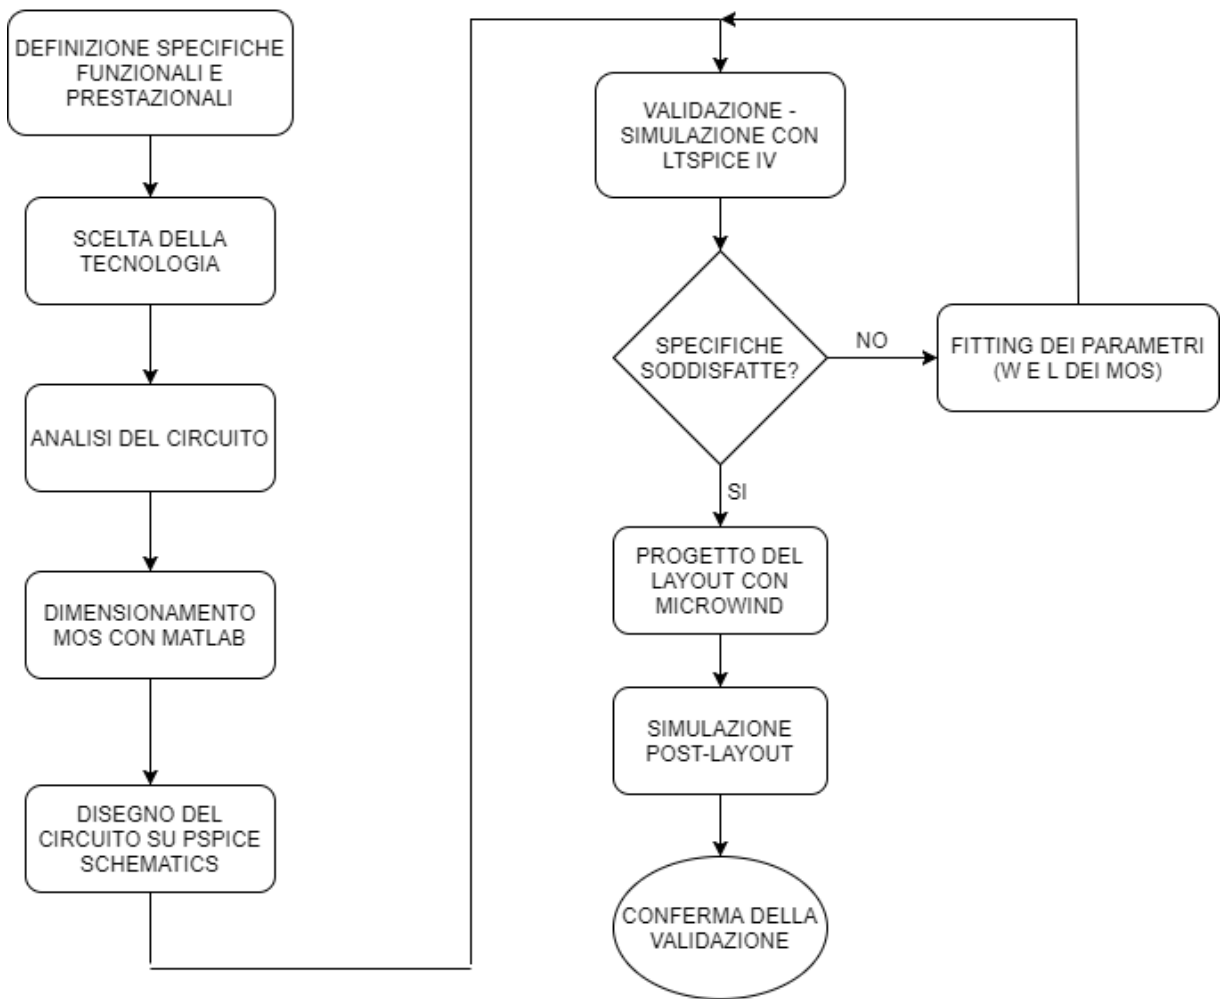 DEFINIZIONE SPECIFICHE
FUNZIONALI E
PRESTAZIONALI
SCELTA DELLA
TECNOLOGIA
ANALISI DEL CIRCUITO
DIMENSIONAMENTO
MOS CON MATLAB
DISEGNO DEL
CIRCUITO SU PSPICE
SCHEMATICS
VALIDAZIONE -
SIMULAZIONE CON
LTSPICE IV
SPECIFICHE
SODDISFATTE?
NO
FITTING DEI PARAMETRI
(W E L DEI MOS)
SI
PROGETTO DEL
LAYOUT CON
MICROWIND
SIMULAZIONE
POST-LAYOUT
CONFERMA DELLA
VALIDAZIONE